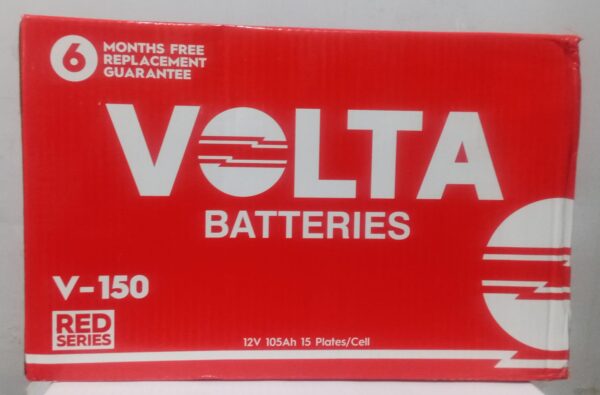 6 MONTHS FREE
REPLACEMENT
GUARANTEE
VOLTA
BATTERIES
V-150
RED
SERIES
12V 105Ah 15 Plates/Cell